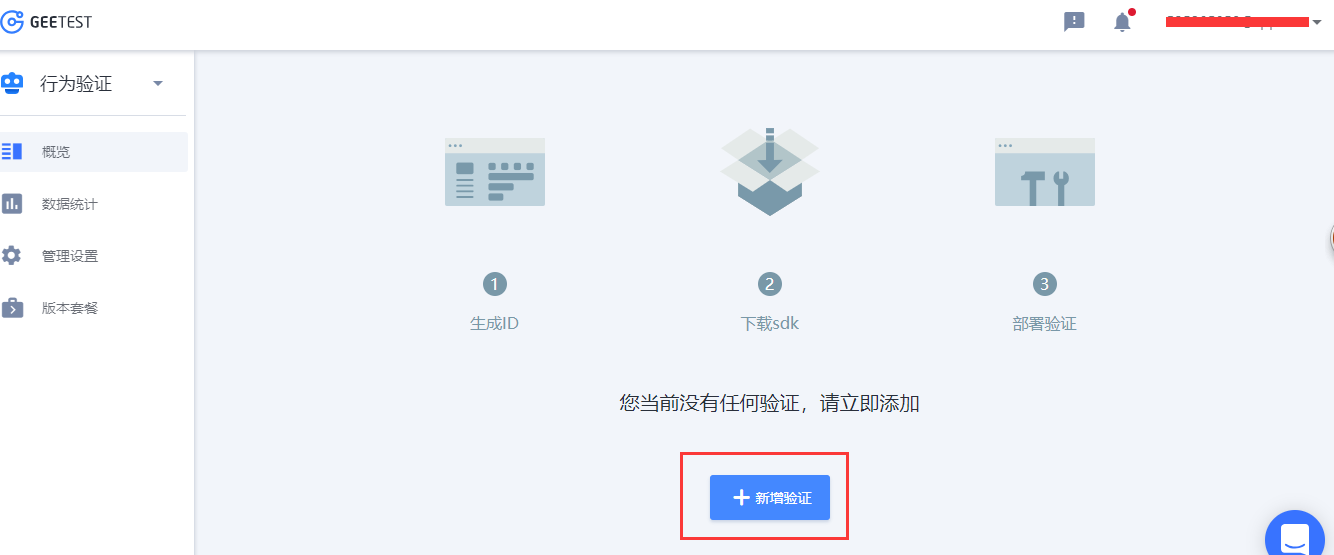 GEETEST
行为验证
概览
数据统计
管理设置
版本套餐
1
2
3
生成ID
下载sdk
部署验证
您当前没有任何验证，请立即添加
新增验证